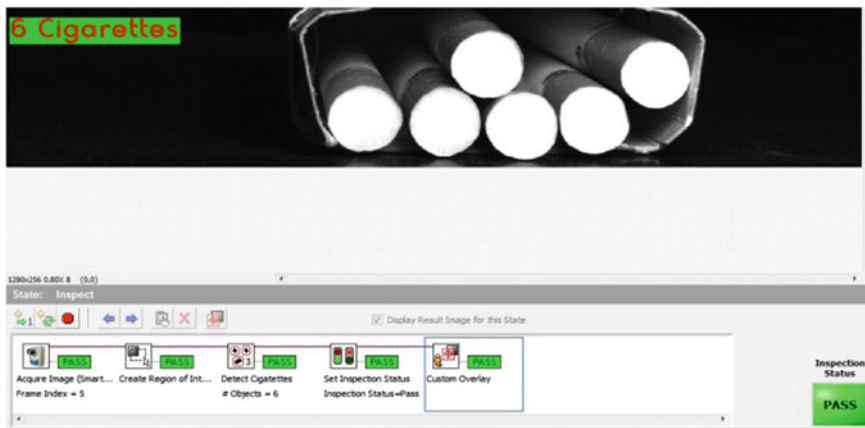 6 Cigarettes
1280x256 0.80X 8 (0,0)
State: Inspect
Display Result Image for this State
PASS PASS PASS PASS PASS
Acquire Image (Smart... Create Region of Int... Detect Cigatettes Set Inspection Status Custom Overlay
Frame Index = 5 # Objects = 6 Inspection Status=Pass
Inspection
Status
PASS